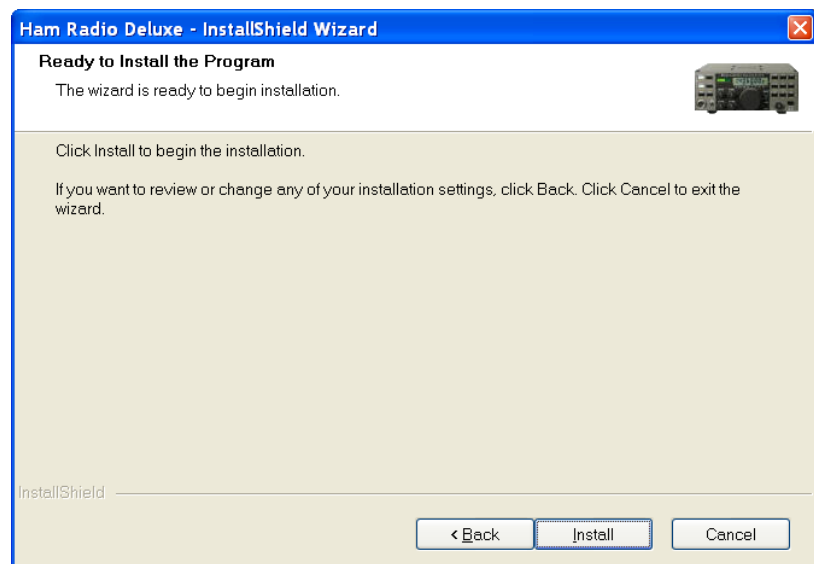 Ham Radio Deluxe - InstallShield Wizard
Ready to Install the Program
The wizard is ready to begin installation.
Click Install to begin the installation.
If you want to review or change any of your installation settings, click Back. Click Cancel to exit the
wizard.
InstallShield
< Back Install Cancel